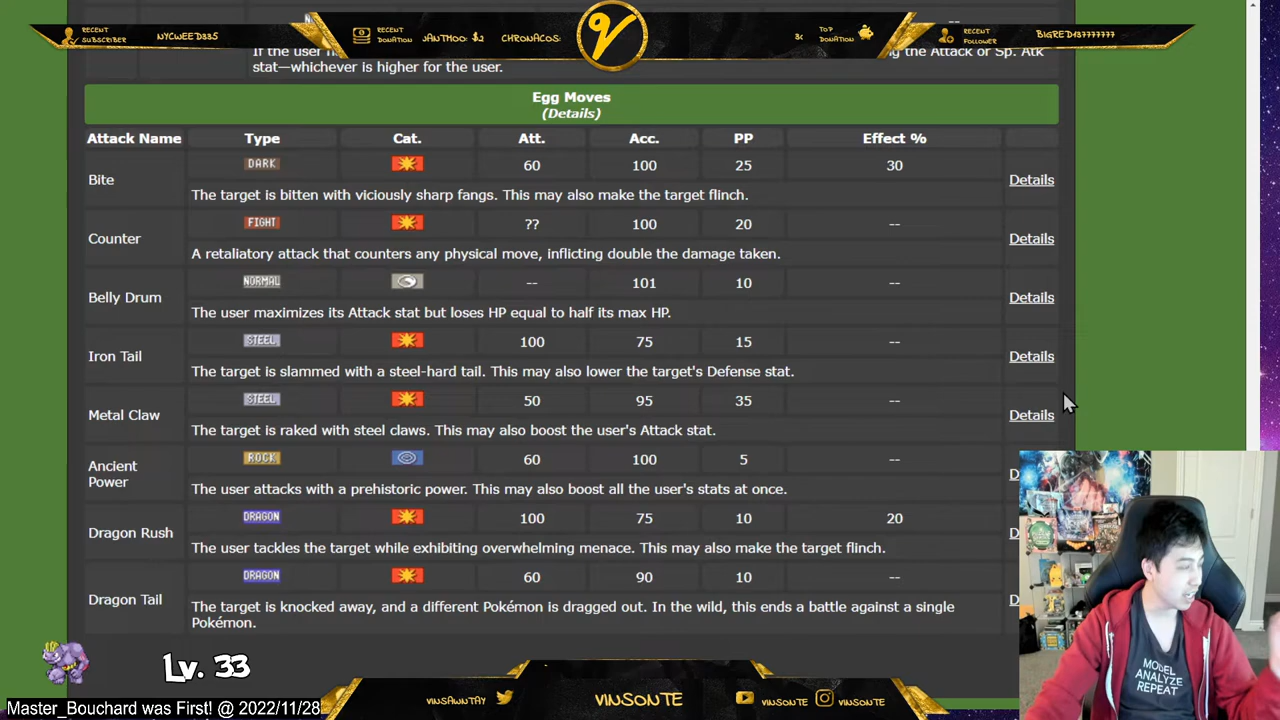 RECENT SUBSCRIBER
NYCWEED885
RECENT DONATION
JANTMOO: $2
CHRONACOS:
TOP DONATION
RECENT FOLLOWER
BIGRED187777777
If the user
ng the Attack or Sp. Atk
stat—whichever is higher for the user.
Egg Moves
(Details)
Attack Name Type Cat. Att. Acc. PP Effect %
Bite DARK 60 100 25 30 Details
The target is bitten with viciously sharp fangs. This may also make the target flinch.
Counter FIGHT ?? 100 20 -- Details
A retaliatory attack that counters any physical move, inflicting double the damage taken.
Belly Drum NORMAL -- 101 10 -- Details
The user maximizes its Attack stat but loses HP equal to half its max HP.
Iron Tail STEEL 100 75 15 -- Details
The target is slammed with a steel-hard tail. This may also lower the target's Defense stat.
Metal Claw STEEL 50 95 35 -- Details
The target is raked with steel claws. This may also boost the user's Attack stat.
Ancient Power ROCK 60 100 5 -- D
The user attacks with a prehistoric power. This may also boost all the user's stats at once.
Dragon Rush DRAGON 100 75 10 20 D
The user tackles the target while exhibiting overwhelming menace. This may also make the target flinch.
Dragon Tail DRAGON 60 90 10 -- D
The target is knocked away, and a different Pokémon is dragged out. In the wild, this ends a battle against a single
Pokémon.
MODEL
ANALYZE
REPEAT
Lv. 33
Master_Bouchard was First! @ 2022/11/28
VINSAWNTAY
VINSONTE
VINSONTE
VINSONTE